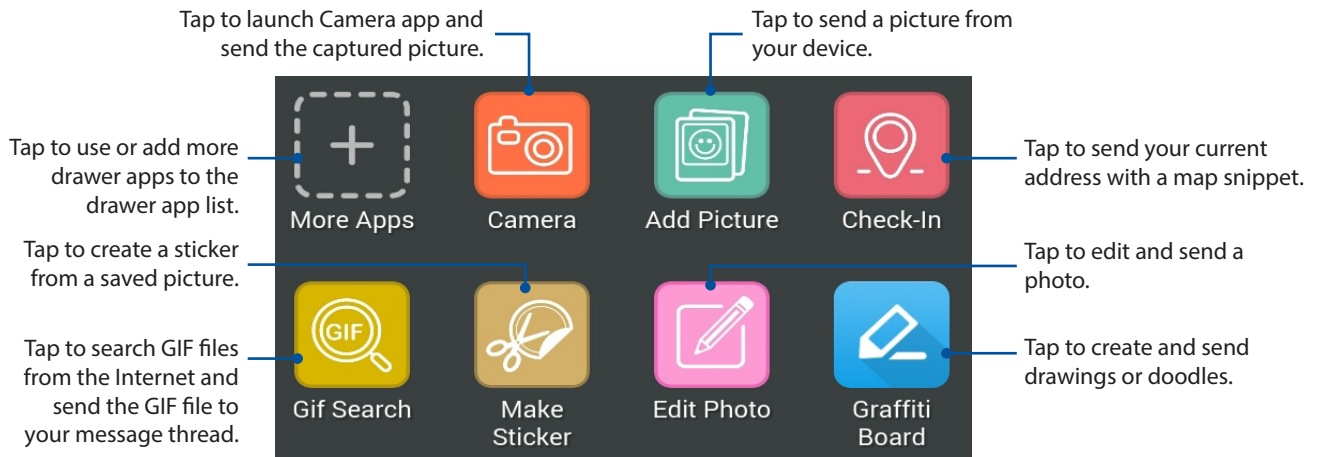 Tap to launch Camera app and
send the captured picture.
Tap to send a picture from
your device.
Tap to use or add more
drawer apps to the
drawer app list.
Tap to send your current
address with a map snippet.
More Apps
Camera
Add Picture
Check-In
Tap to create a sticker
from a saved picture.
Tap to edit and send a
photo.
GIF
Tap to search GIF files
from the Internet and
send the GIF file to
your message thread.
Tap to create and send
drawings or doodles.
Gif Search
Make
Sticker
Edit Photo
Graffiti
Board